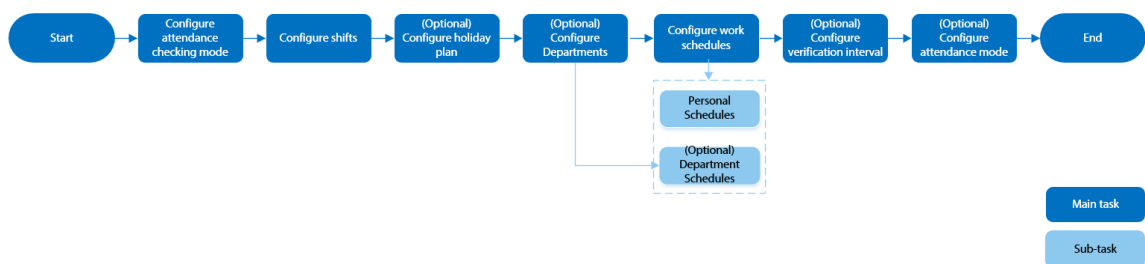 Start
Configure
attendance
checking mode
Configure shifts
(Optional)
Configure holiday
plan
(Optional)
Configure
Departments
Configure work
schedules
(Optional)
Configure
verification interval
(Optional)
Configure
attendance mode
End
Personal
Schedules
(Optional)
Department
Schedules
Main task
Sub-task